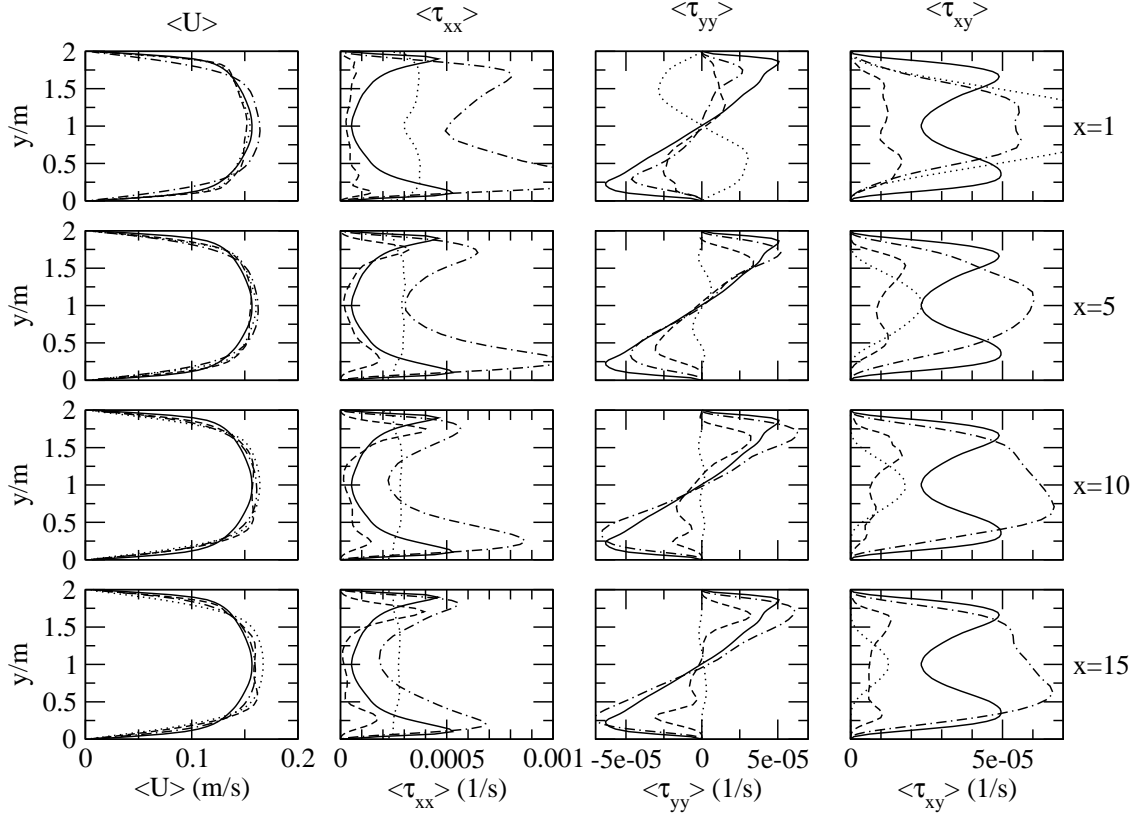 <U> <τxx> <τyy> <τxy>
2
1.5
1
0.5
0
y/m
x=1
2
1.5
1
0.5
0
y/m
x=5
2
1.5
1
0.5
0
y/m
x=10
2
1.5
1
0.5
0
y/m
x=15
0 0.1 0.2 0 0.0005 0.001 -5e-05 0 5e-05 0 5e-05
<U> (m/s) <τxx> (1/s) <τyy> (1/s) <τxy> (1/s)